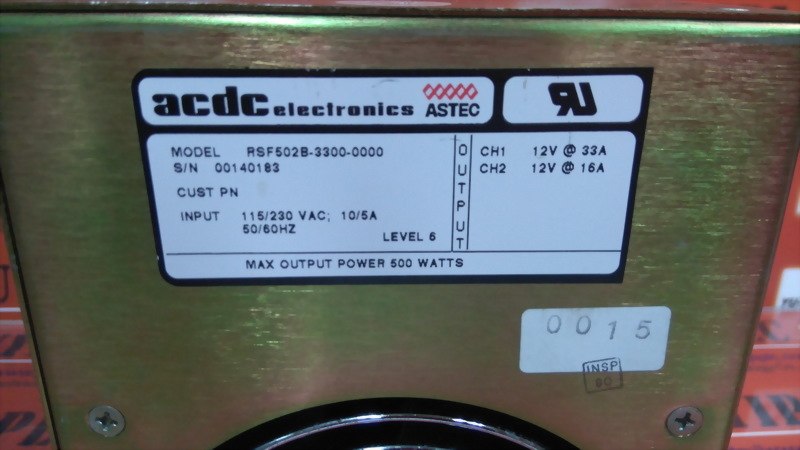 acdc electronics ASTEC
MODEL RSF502B-3300-0000
S/N 00140183
CUST PN
INPUT 115/230 VAC; 10/5A
50/60HZ
LEVEL 6
OUTPUT
CH1 12V @ 33A
CH2 12V @ 16A
MAX OUTPUT POWER 500 WATTS
0015
INSP
60